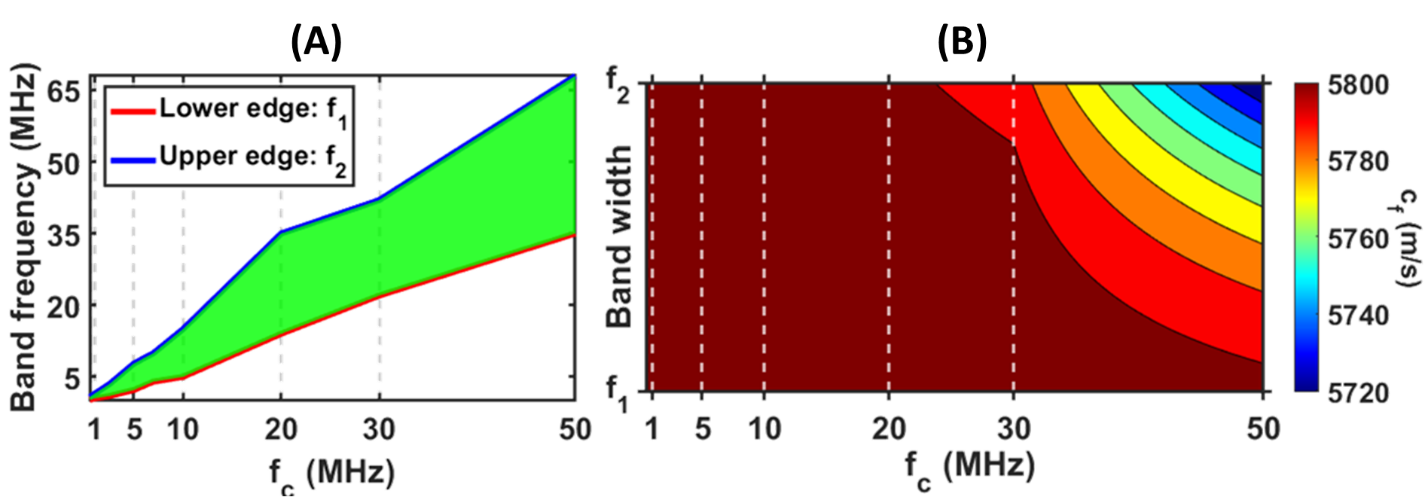 (A)
Band frequency (MHz)
65
50
35
20
5
Lower edge: f1
Upper edge: f2
1 5 10 20 30 50
fc (MHz)
(B)
Band width
f2
f1
1 5 10 20 30 50
fc (MHz)
5800
5780
5760
5740
5720
cf (m/s)